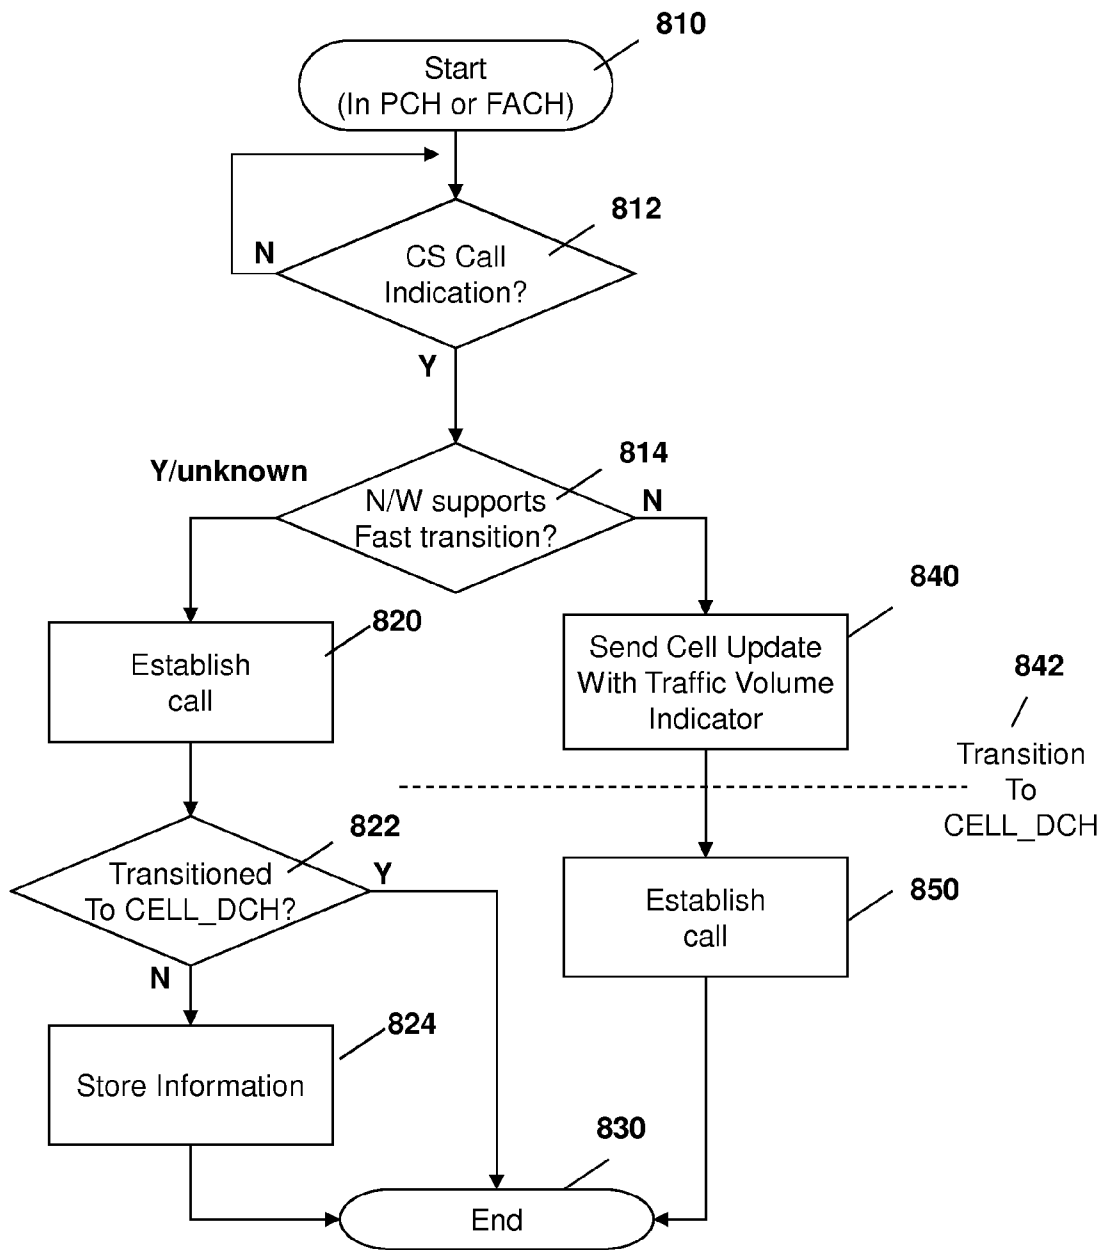 810
Start
(In PCH or FACH)
812
N
CS Call
Indication?
Y
814
Y/unknown
N/W supports
Fast transition?
N
840
820
Establish
call
Send Cell Update
With Traffic Volume
Indicator
842
Transition
To
CELL_DCH
822
Transitioned
To CELL_DCH?
Y
850
Establish
call
N
824
Store Information
830
End